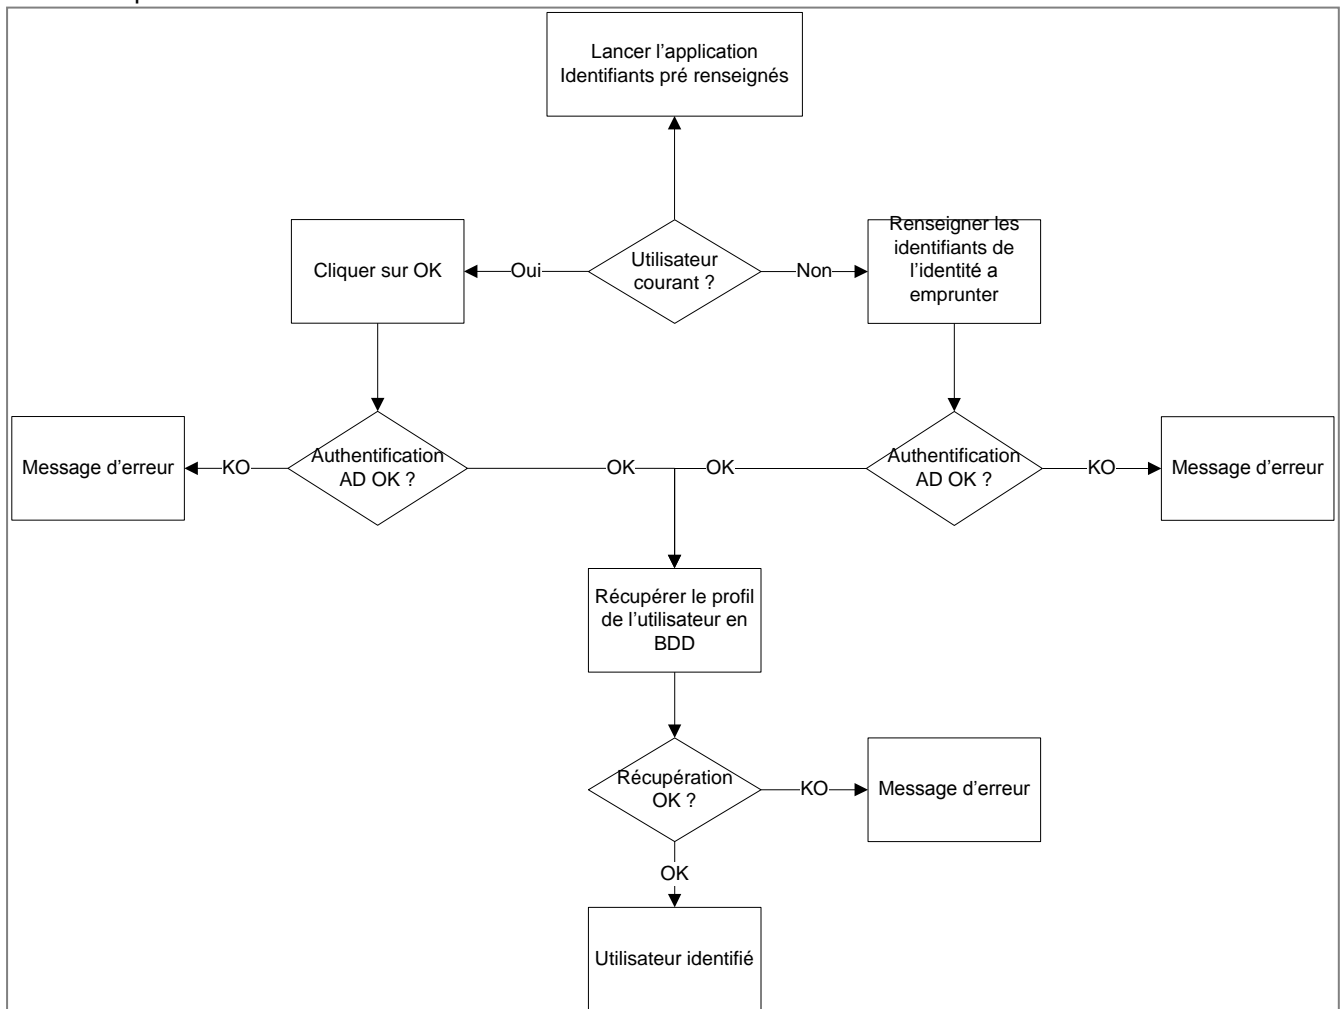 Lancer l'application
Identifiants pré renseignés
Cliquer sur OK
Oui
Utilisateur
courant ?
Non
Renseigner les
identifiants de
l'identité a
emprunter
Message d'erreur
KO
Authentification
AD OK ?
OK
OK
Authentification
AD OK ?
KO
Message d'erreur
Récupérer le profil
de l'utilisateur en
BDD
Récupération
OK ?
KO
Message d'erreur
OK
Utilisateur identifié